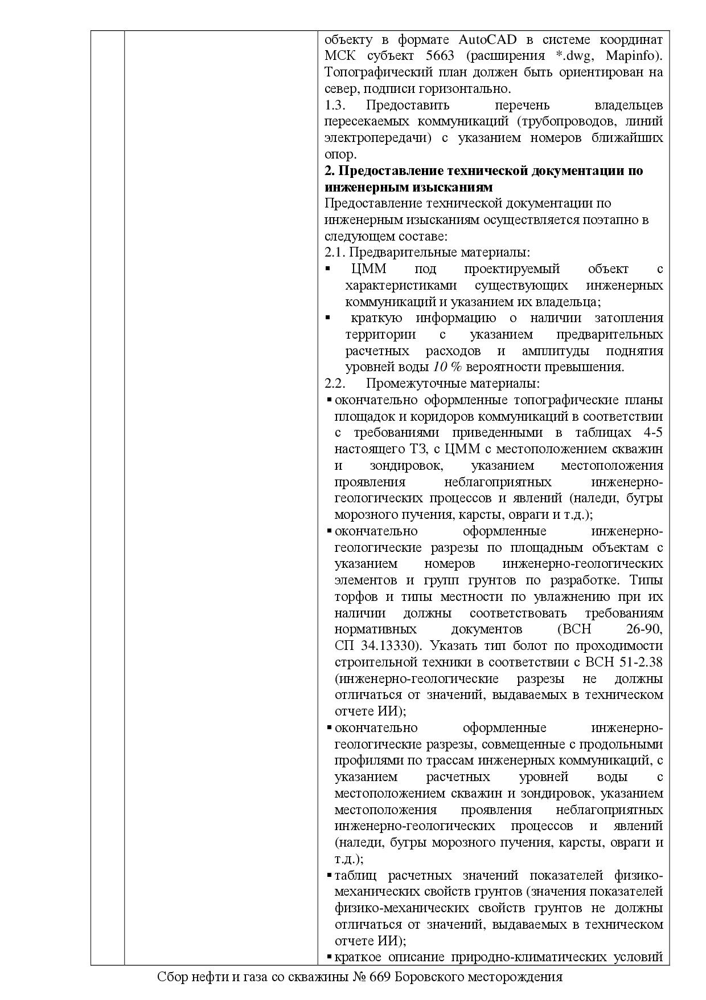 объекту в формате AutoCAD в системе координат
МСК субъект 5663 (расширения *.dwg, Mapinfo).
Топографический план должен быть ориентирован на
север, подписи горизонтально.
1.3. Предоставить перечень владельцев
пересекаемых коммуникаций (трубопроводов, линий
электропередачи) с указанием номеров ближайших
опор.
2. Предоставление технической документации по
инженерным изысканиям
Предоставление технической документации по
инженерным изысканиям осуществляется поэтапно в
следующем составе:
2.1. Предварительные материалы:
▪ ЦММ под проектируемый объект с
характеристиками существующих инженерных
коммуникаций и указанием их владельца;
▪ краткую информацию о наличии затопления
территории с указанием предварительных
расчетных расходов и амплитуды поднятия
уровней воды 10 % вероятности превышения.
2.2. Промежуточные материалы:
▪ окончательно оформленные топографические планы
площадок и коридоров коммуникаций в соответствии
с требованиями приведенными в таблицах 4-5
настоящего ТЗ, с ЦММ с местоположением скважин
и зондировок, указанием местоположения
проявления неблагоприятных инженерно-
геологических процессов и явлений (наледи, бугры
морозного пучения, карсты, овраги и т.д.);
▪ окончательно оформленные инженерно-
геологические разрезы по площадным объектам с
указанием номеров инженерно-геологических
элементов и групп грунтов по разработке. Типы
торфов и типы местности по увлажнению при их
наличии должны соответствовать требованиям
нормативных документов (ВСН 26-90,
СП 34.13330). Указать тип болот по проходимости
строительной техники в соответствии с ВСН 51-2.38
(инженерно-геологические разрезы не должны
отличаться от значений, выдаваемых в техническом
отчете ИИ);
▪ окончательно оформленные инженерно-
геологические разрезы, совмещенные с продольными
профилями по трассам инженерных коммуникаций, с
указанием расчетных уровней воды с
местоположением скважин и зондировок, указанием
местоположения проявления неблагоприятных
инженерно-геологических процессов и явлений
(наледи, бугры морозного пучения, карсты, овраги и
т.д.);
▪ таблиц расчетных значений показателей физико-
механических свойств грунтов (значения показателей
физико-механических свойств грунтов не должны
отличаться от значений, выдаваемых в техническом
отчете ИИ);
▪ краткое описание природно-климатических условий
Сбор нефти и газа со скважины № 669 Боровского месторождения